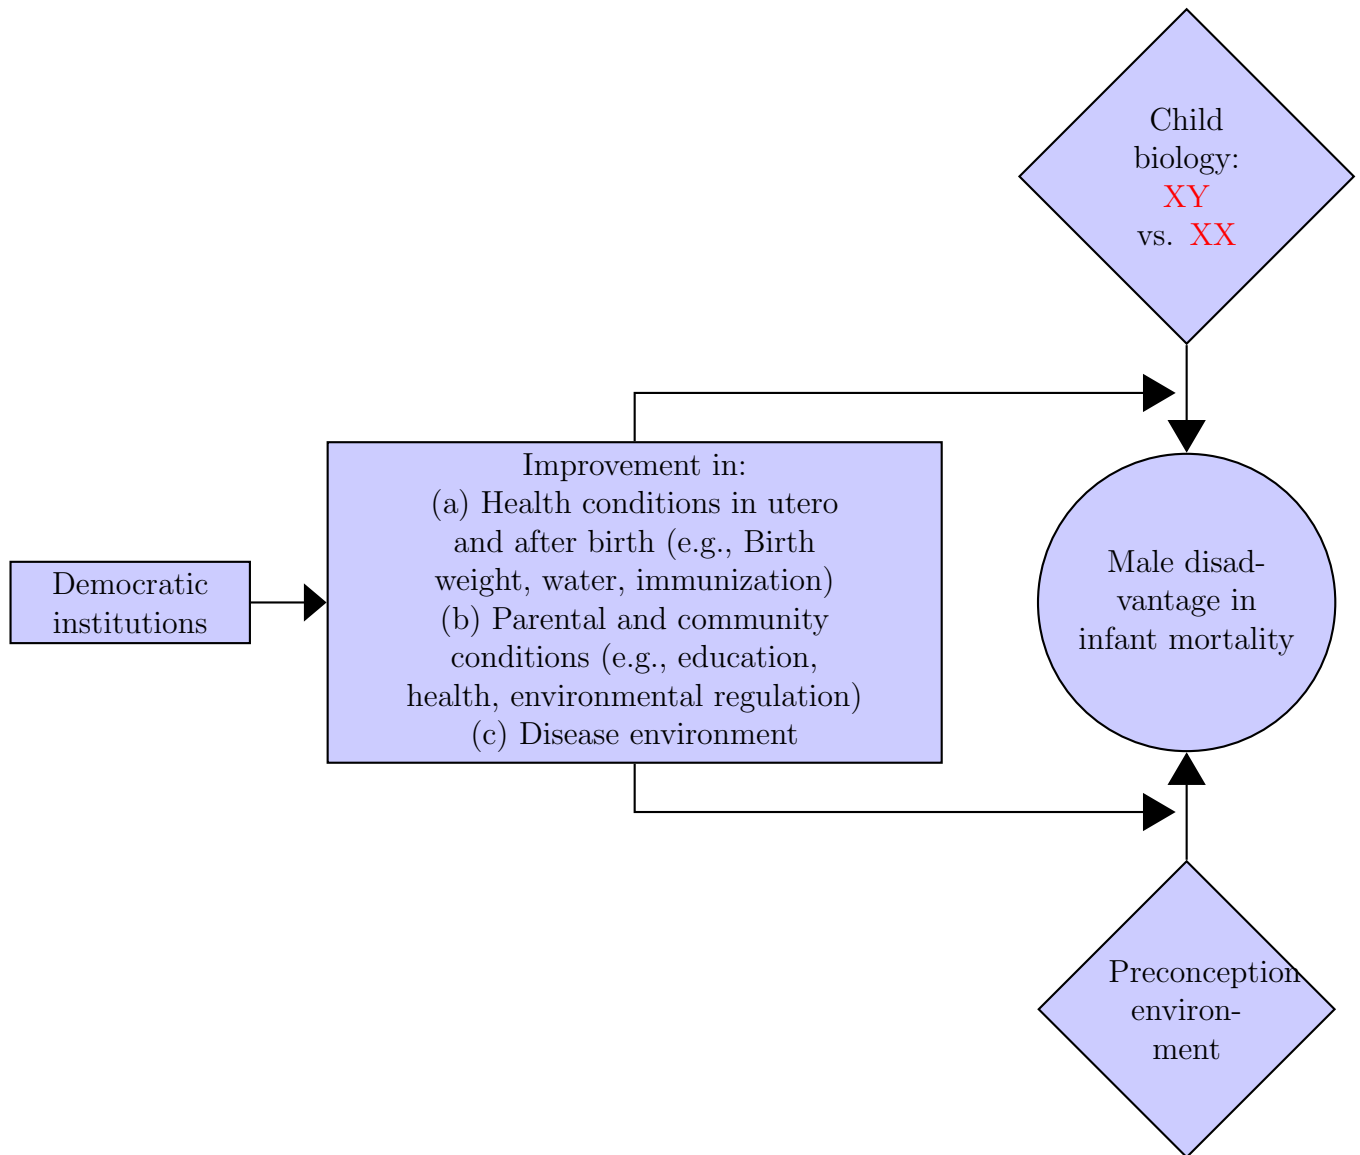 Child
biology:
XY
vs. XX
Improvement in:
(a) Health conditions in utero
and after birth (e.g., Birth
weight, water, immunization)
(b) Parental and community
conditions (e.g., education,
health, environmental regulation)
(c) Disease environment
Democratic
institutions
Male disad-
vantage in
infant mortality
Preconception
environ-
ment